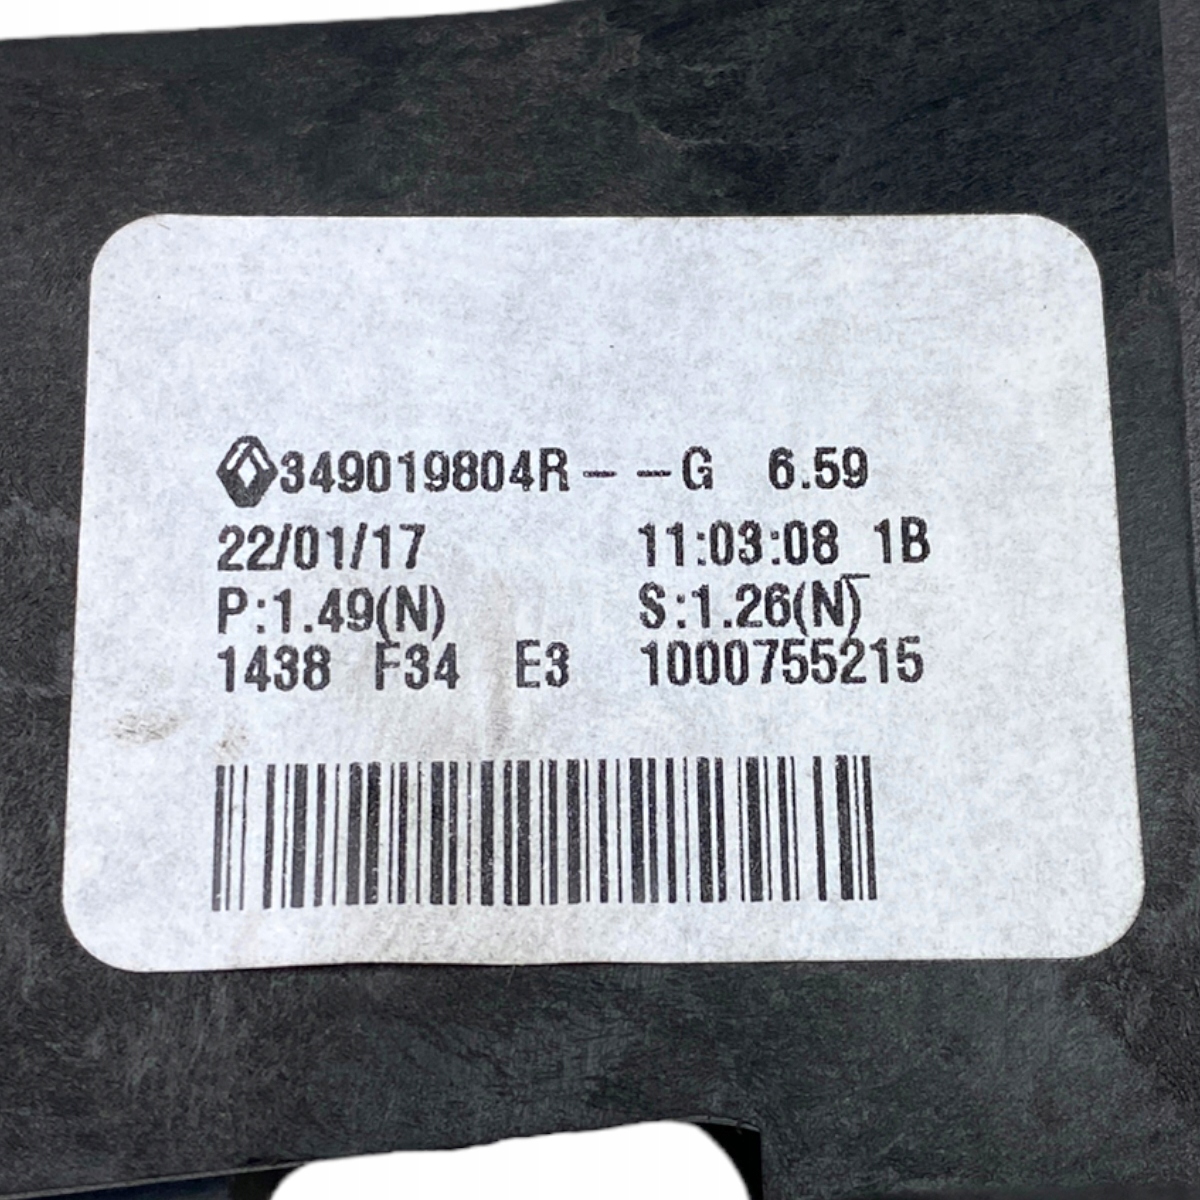 349019804R--G 6.59
22/01/17 11:03:08 1B
P:1.49(N) S:1.26(N)
1438 F34 E3 1000755215